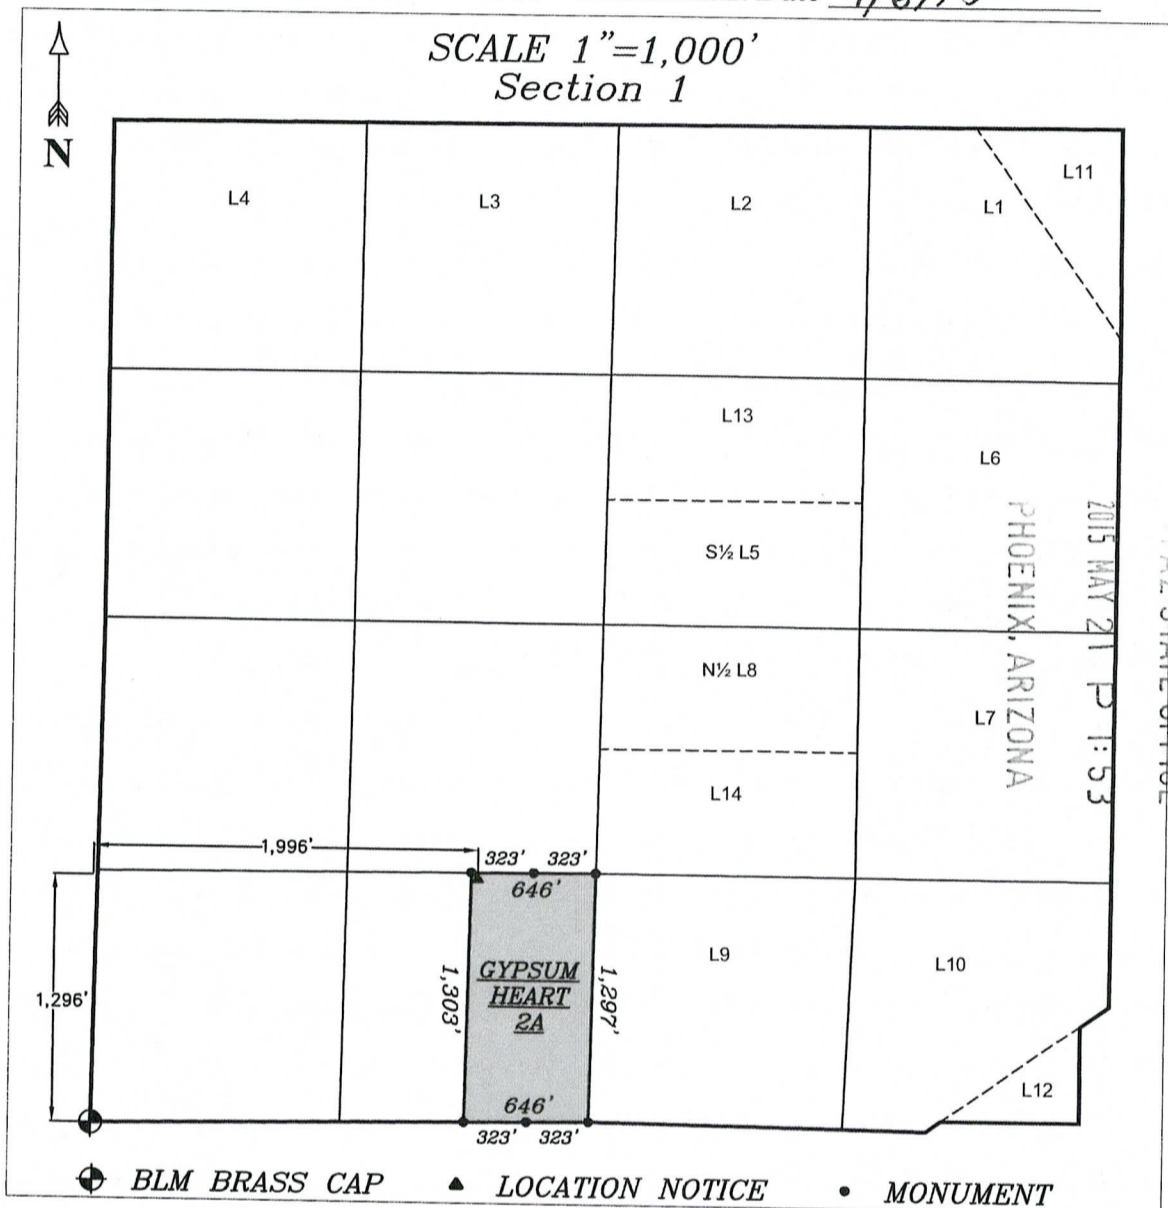 SCALE 1"=1,000'
Section 1
N
L4
L3
L2
L1
L11
L13
L6
S½ L5
N½ L8
L7
L14
2015 MAY 21 P 1:53
PHOENIX, ARIZONA
1,996'
323' 323'
646'
1,296'
1,303'
GYPSUM
HEART
2A
1,297'
L9
L10
L12
646'
323' 323'
BLM BRASS CAP
LOCATION NOTICE
MONUMENT